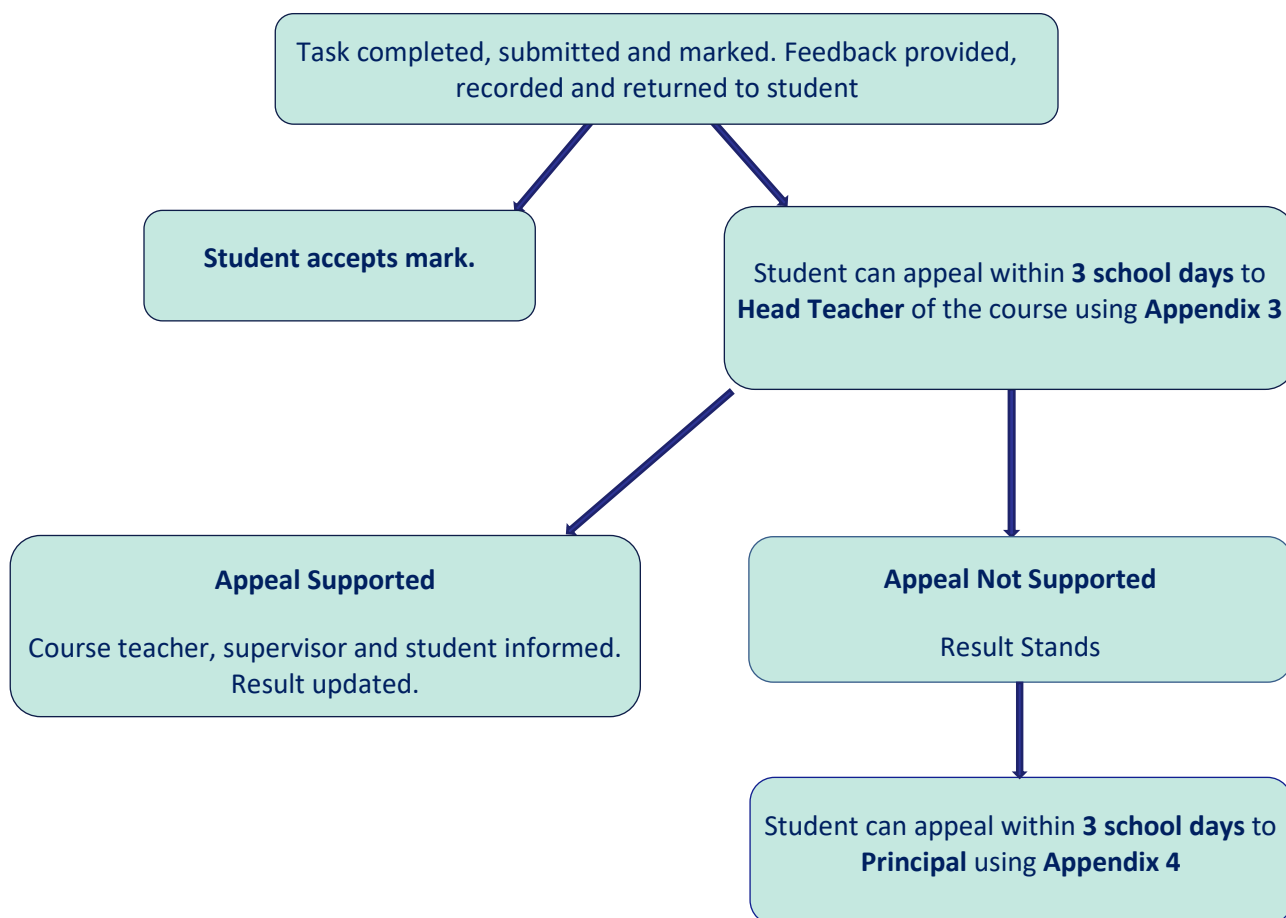 Task completed, submitted and marked. Feedback provided,
recorded and returned to student
Student accepts mark.
Student can appeal within 3 school days to
Head Teacher of the course using Appendix 3
Appeal Supported
Course teacher, supervisor and student informed.
Result updated.
Appeal Not Supported
Result Stands
Student can appeal within 3 school days to
Principal using Appendix 4